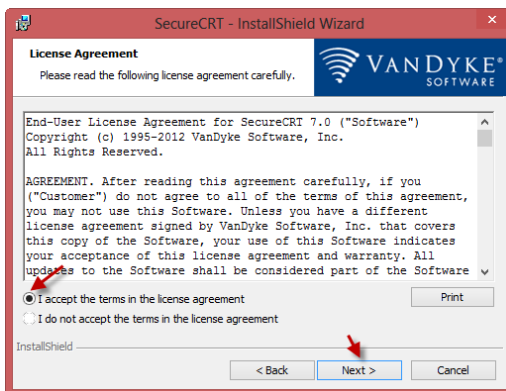 SecureCRT - InstallShield Wizard
License Agreement
Please read the following license agreement carefully.
VANDYKE®
SOFTWARE
End-User License Agreement for SecureCRT 7.0 ("Software")
Copyright (c) 1995-2012 VanDyke Software, Inc.
All Rights Reserved.
AGREEMENT. After reading this agreement carefully, if you
("Customer") do not agree to all of the terms of this agreement,
you may not use this Software. Unless you have a different
license agreement signed by VanDyke Software, Inc. that covers
this copy of the Software, your use of this Software indicates
your acceptance of this license agreement and warranty. All
updates to the Software shall be considered part of the Software
I accept the terms in the license agreement
Print
I do not accept the terms in the license agreement
InstallShield
< Back
Next >
Cancel